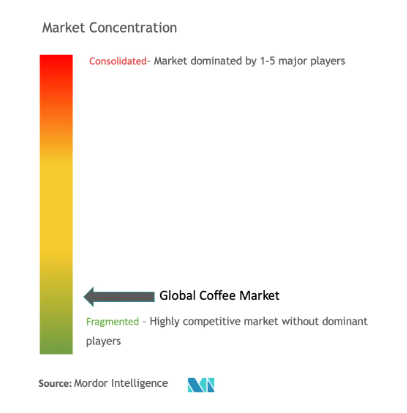 Market Concentration
Consolidated- Market dominated by 1-5 major players
Global Coffee Market
Fragmented - Highly competitive market without dominant
players
Source: Mordor Intelligence